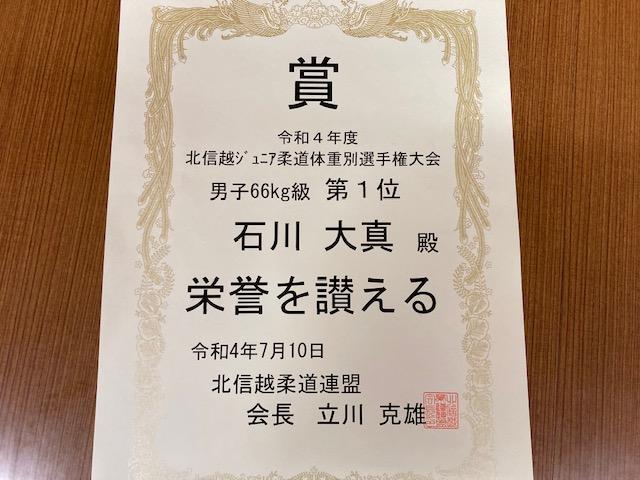 賞
令和４年度
北信越ｼﾞｭﾆｱ柔道体重別選手権大会
男子66kg級 第１位
石川 大真 殿
栄誉を讃える
令和4年7月10日
北信越柔道連盟
会長 立川 克雄